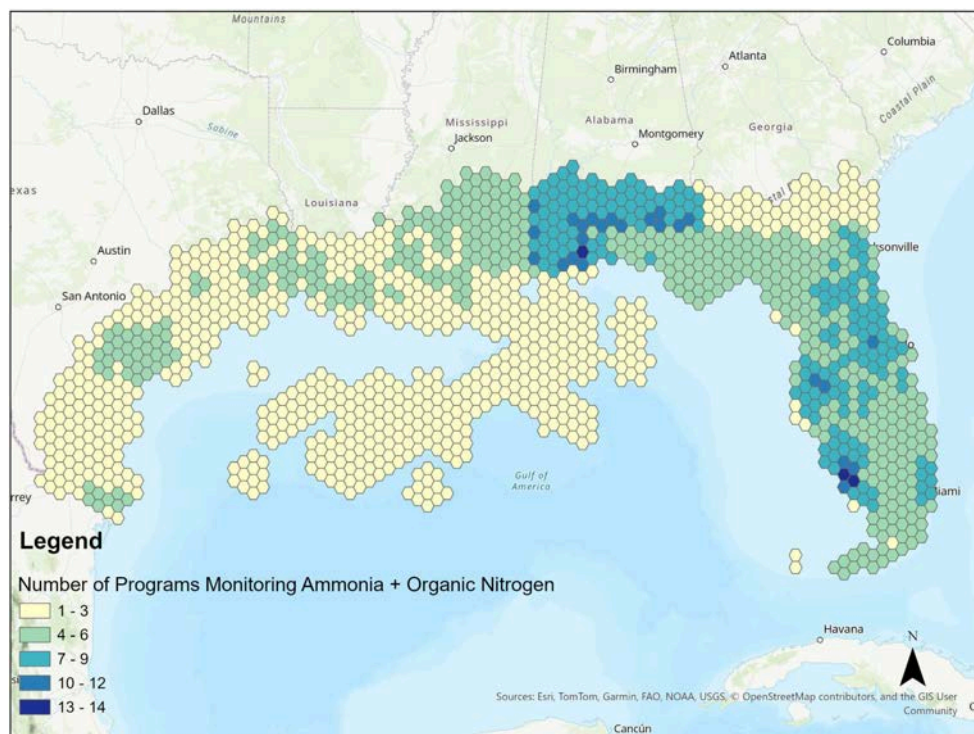 Mountains
Columbia
Atlanta
Birmingham
Dallas
Mississippi
Alabama
Georgia
Coastal Plain
Sabine
Jackson
Montgomery
exas
Louisiana
Austin
cksonville
San Antonio
Gulf of
America
rrey
iami
Legend
Number of Programs Monitoring Ammonia + Organic Nitrogen
1 - 3
4 - 6
7 - 9
10 - 12
13 - 14
Havana
N
Sources: Esri, TomTom, Garmin, FAO, NOAA, USGS, © OpenStreetMap contributors, and the GIS User
Community
Cancún